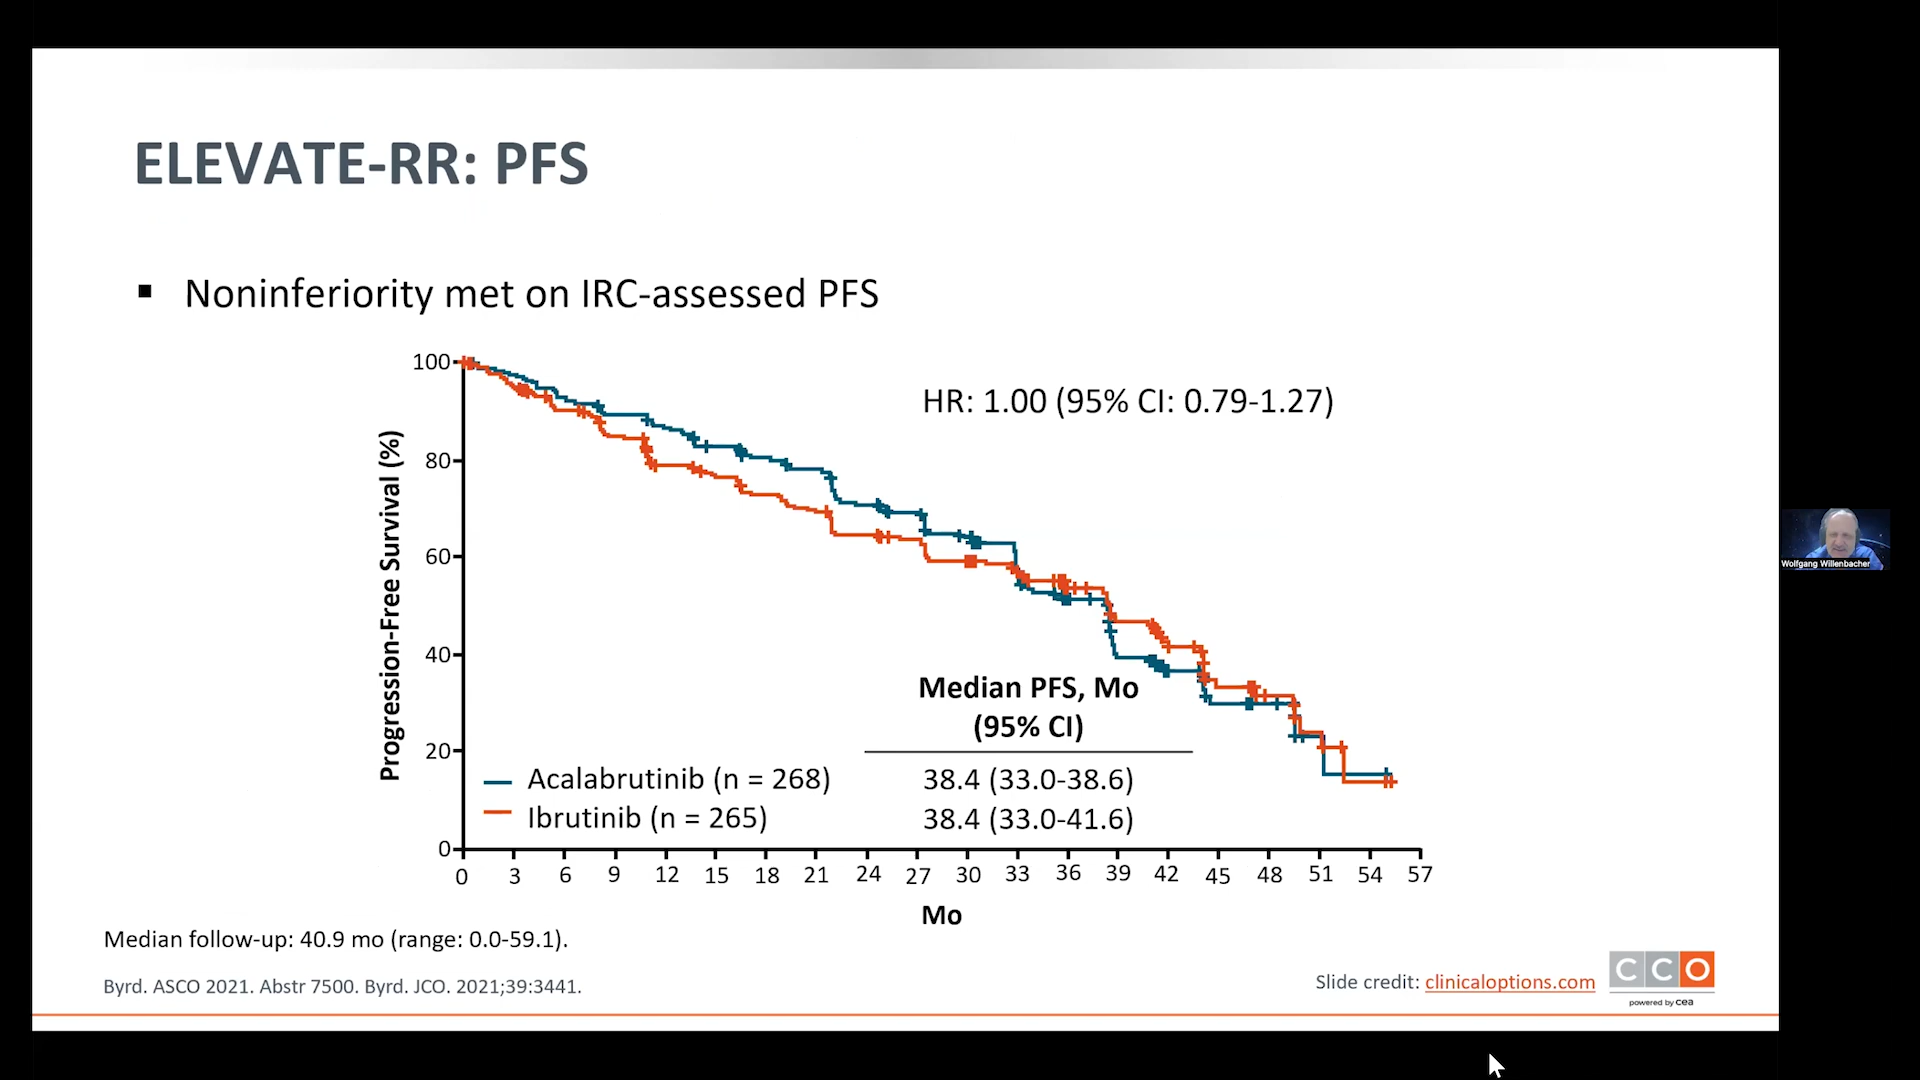 ELEVATE-RR: PFS
▪ Noninferiority met on IRC-assessed PFS
HR: 1.00 (95% CI: 0.79-1.27)
Progression-Free Survival (%)
100
80
60
40
20
0
Median PFS, Mo
(95% CI)
Acalabrutinib (n = 268) 38.4 (33.0-38.6)
Ibrutinib (n = 265) 38.4 (33.0-41.6)
0 3 6 9 12 15 18 21 24 27 30 33 36 39 42 45 48 51 54 57
Mo
Median follow-up: 40.9 mo (range: 0.0-59.1).
Byrd. ASCO 2021. Abstr 7500. Byrd. JCO. 2021;39:3441.
Slide credit: clinicaloptions.com
CCO
powered by cea
Wolfgang Willenbacher